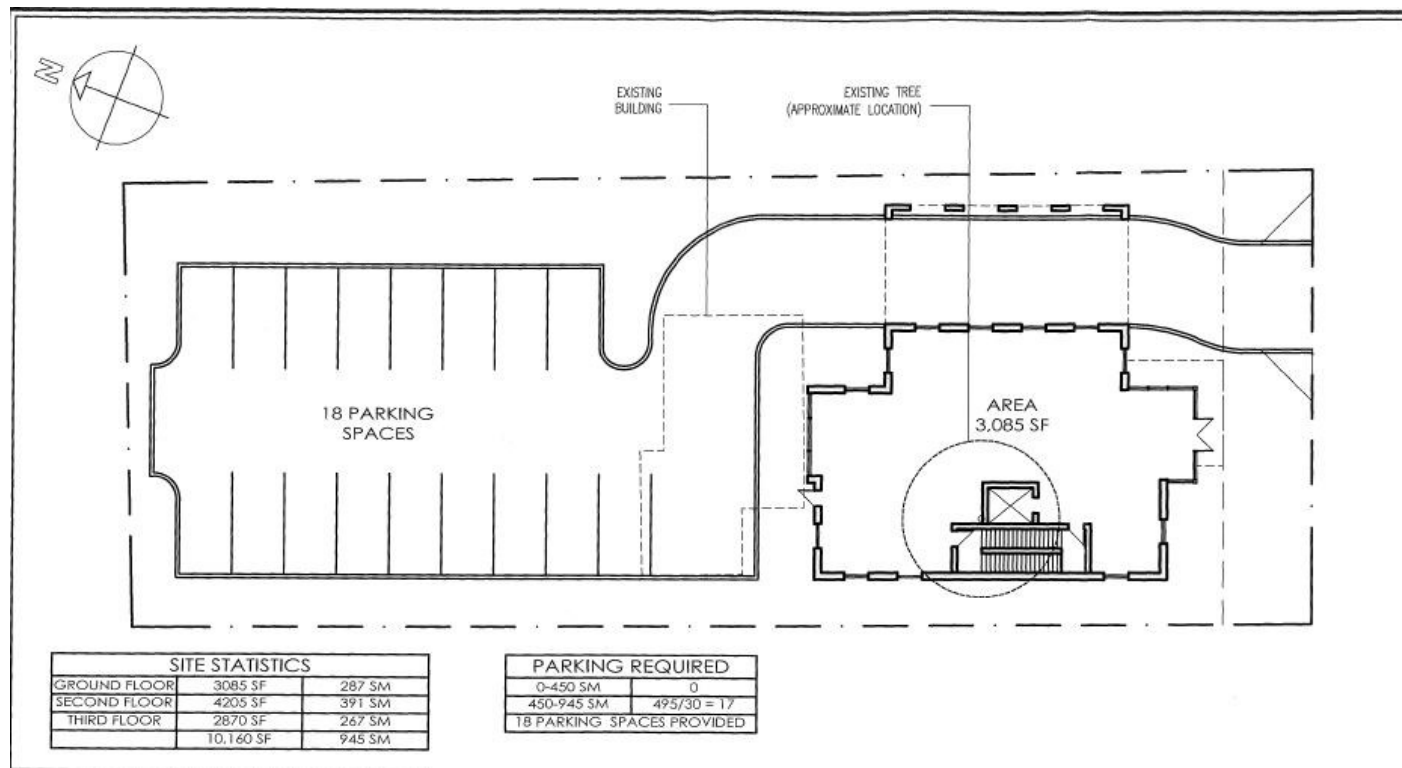 N
EXISTING
BUILDING
EXISTING TREE
(APPROXIMATE LOCATION)
18 PARKING
SPACES
AREA
3,085 SF
SITE STATISTICS
GROUND FLOOR 3085 SF 287 SM
SECOND FLOOR 4205 SF 391 SM
THIRD FLOOR 2870 SF 267 SM
10,160 SF 945 SM
PARKING REQUIRED
0-450 SM 0
450-945 SM 495/30 = 17
18 PARKING SPACES PROVIDED